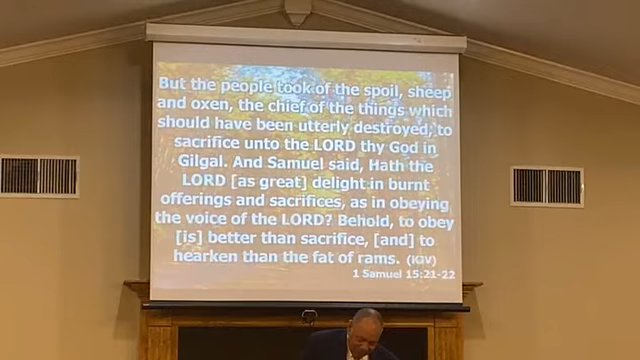 But the people took of the spoil, sheep
and oxen, the chief of the things which
should have been utterly destroyed, to
sacrifice unto the LORD thy God in
Gilgal. And Samuel said, Hath the
LORD [as great] delight in burnt
offerings and sacrifices, as in obeying
the voice of the LORD? Behold, to obey
[is] better than sacrifice, [and] to
hearken than the fat of rams. (KJV)
1 Samuel 15:21-22